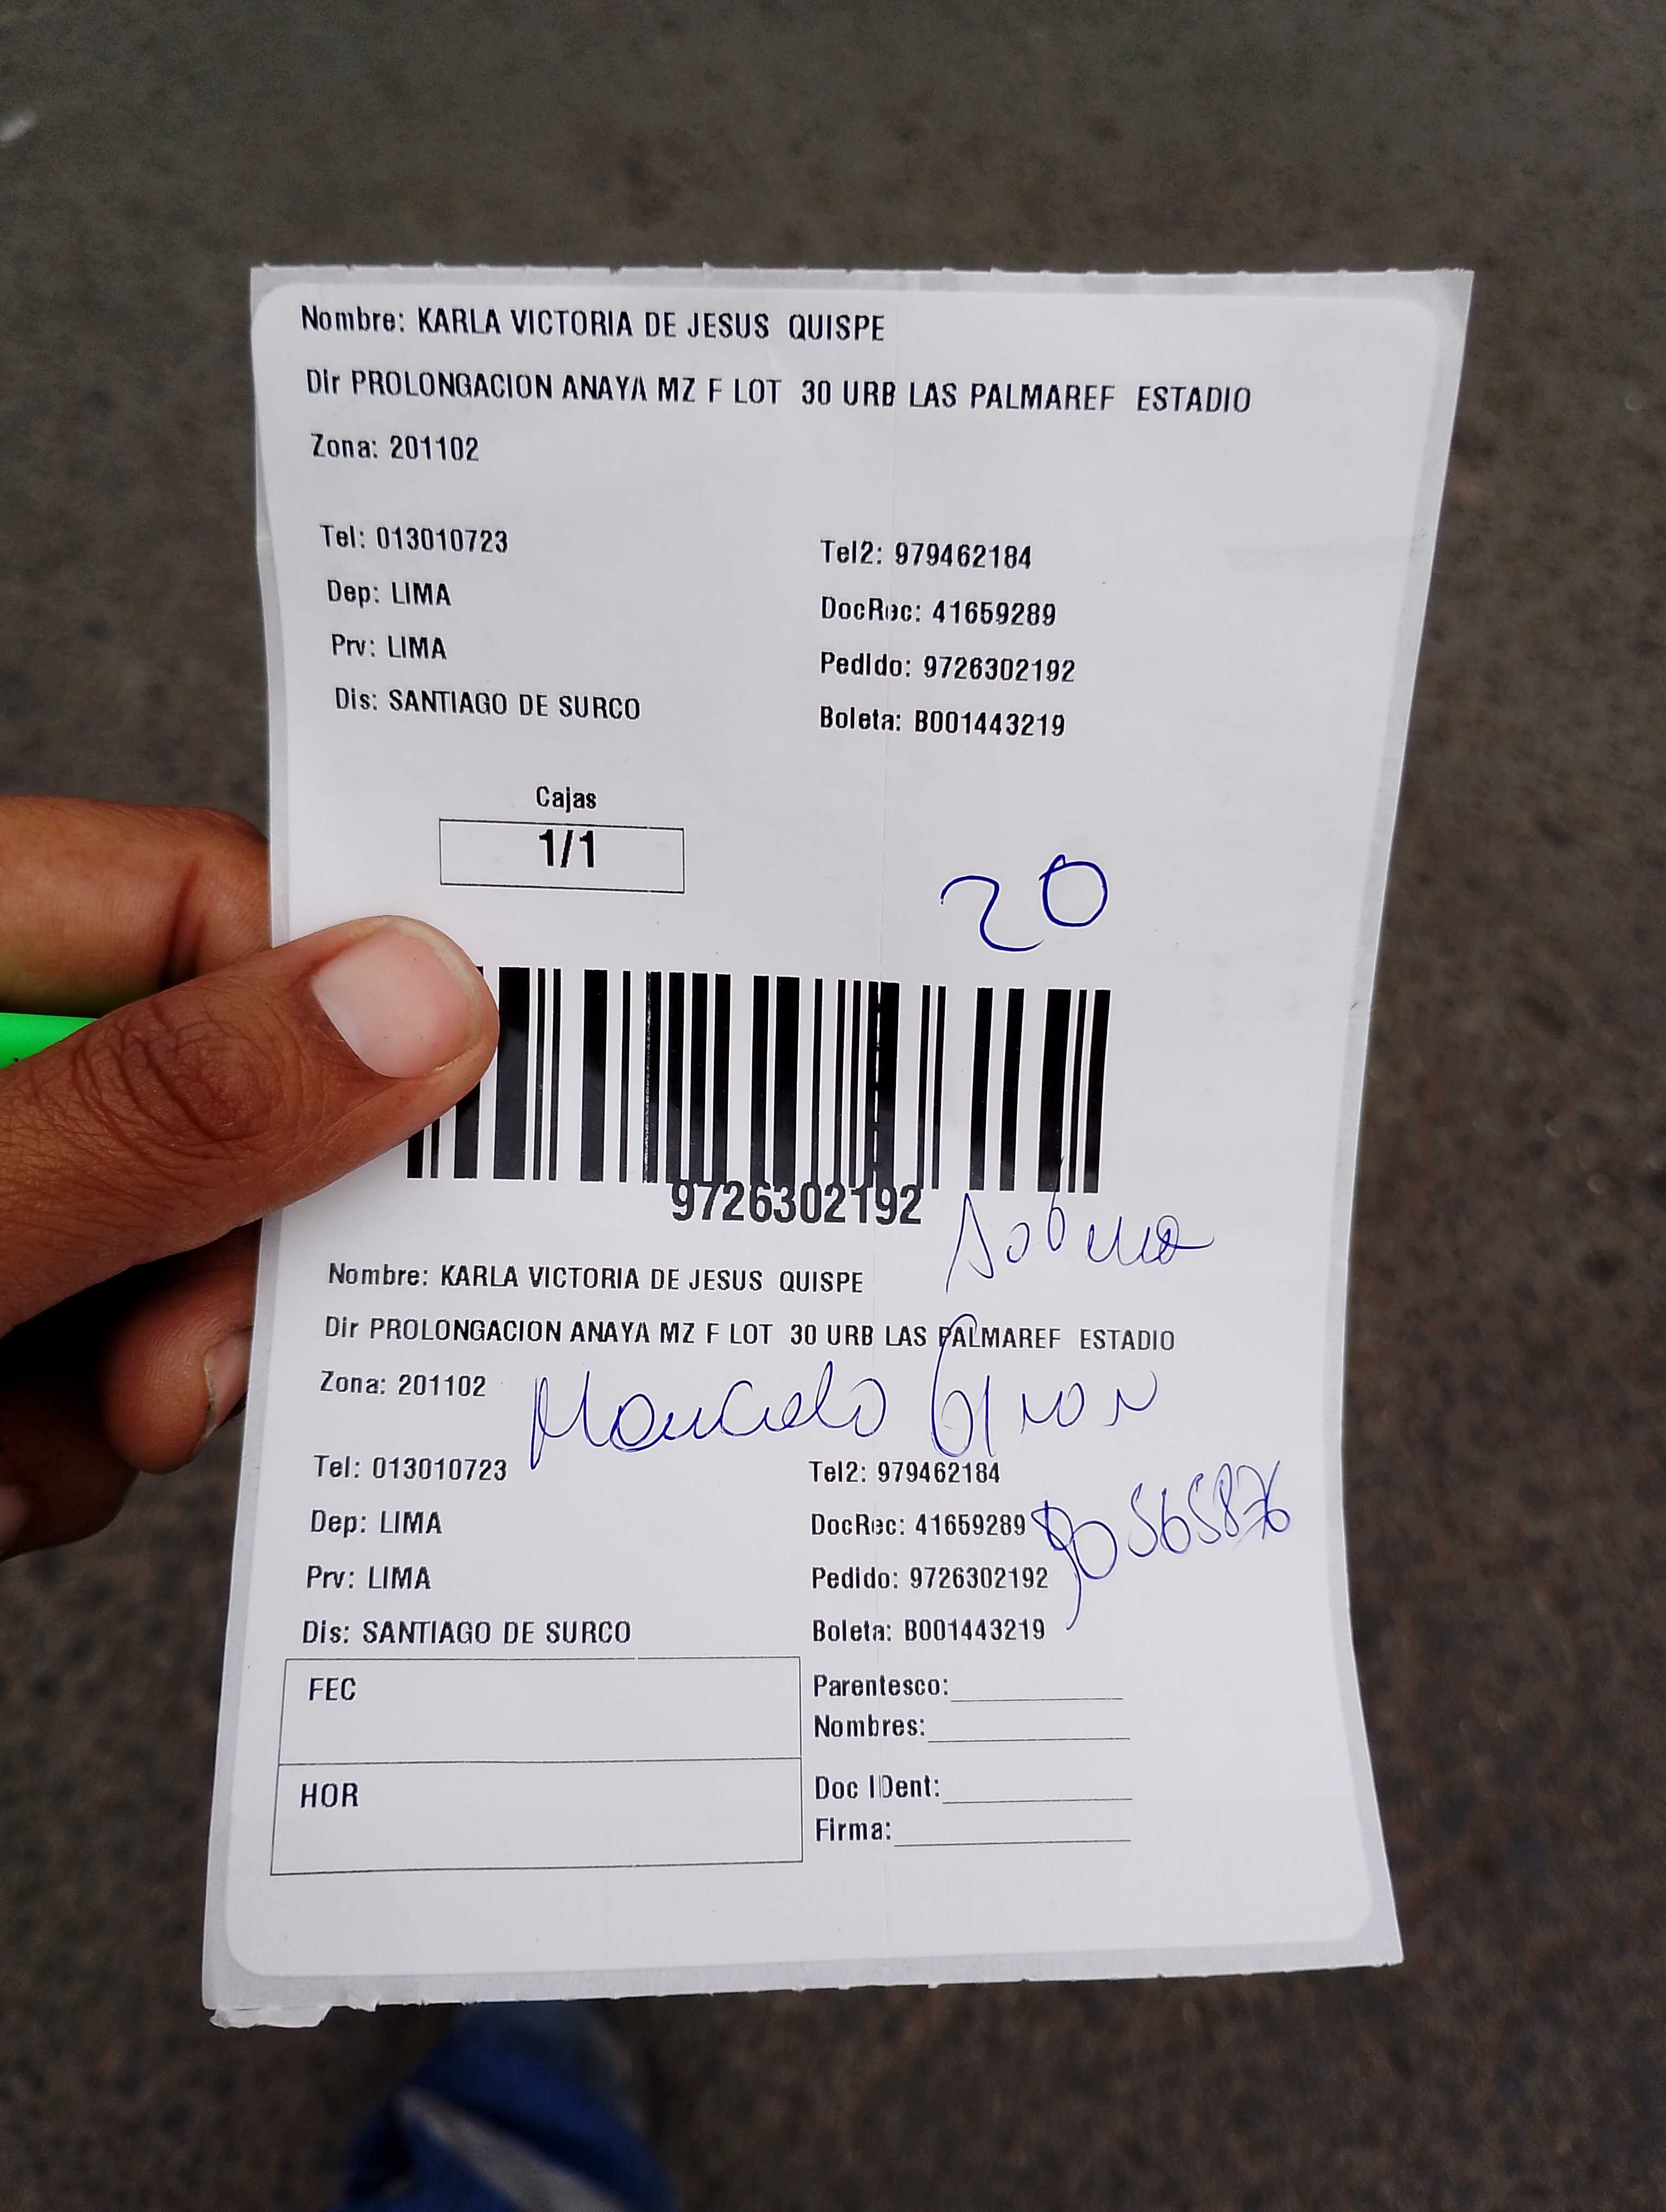 Nombre: KARLA VICTORIA DE JESUS QUISPE
Dir PROLONGACION ANAYA MZ F LOT 30 URB LAS PALMAREF ESTADIO
Zona: 201102
Tel: 013010723 Tel2: 979462184
Dep: LIMA DocRec: 41659289
Prv: LIMA Pedido: 9726302192
Dis: SANTIAGO DE SURCO Boleta: B001443219
Cajas
1/1
20
9726302192
Nombre: KARLA VICTORIA DE JESUS QUISPE
Dir PROLONGACION ANAYA MZ F LOT 30 URB LAS PALMAREF ESTADIO
Zona: 201102
Tel: 013010723 Tel2: 979462184
Dep: LIMA DocRec: 41659289
Prv: LIMA Pedido: 9726302192
Dis: SANTIAGO DE SURCO Boleta: B001443219
FEC Parentesco:
Nombres:
HOR Doc IDent:
Firma: